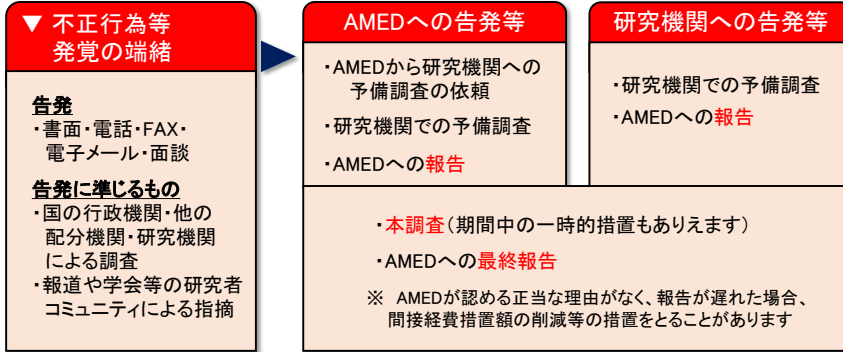 ▼ 不正行為等
発覚の端緒
告発
・書面・電話・FAX・
電子メール・面談
告発に準じるもの
・国の行政機関・他の
配分機関・研究機関
による調査
・報道や学会等の研究者
コミュニティによる指摘
AMEDへの告発等
・AMEDから研究機関への
予備調査の依頼
・研究機関での予備調査
・AMEDへの報告
研究機関への告発等
・研究機関での予備調査
・AMEDへの報告
・本調査(期間中の一時的措置もありえます)
・AMEDへの最終報告
※ AMEDが認める正当な理由がなく、報告が遅れた場合、
間接経費措置額の削減等の措置をとることがあります